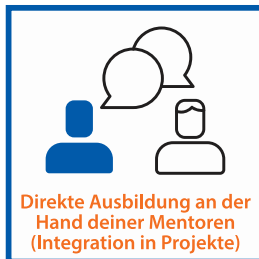 Direkte Ausbildung an der
Hand deiner Mentoren
(Integration in Projekte)